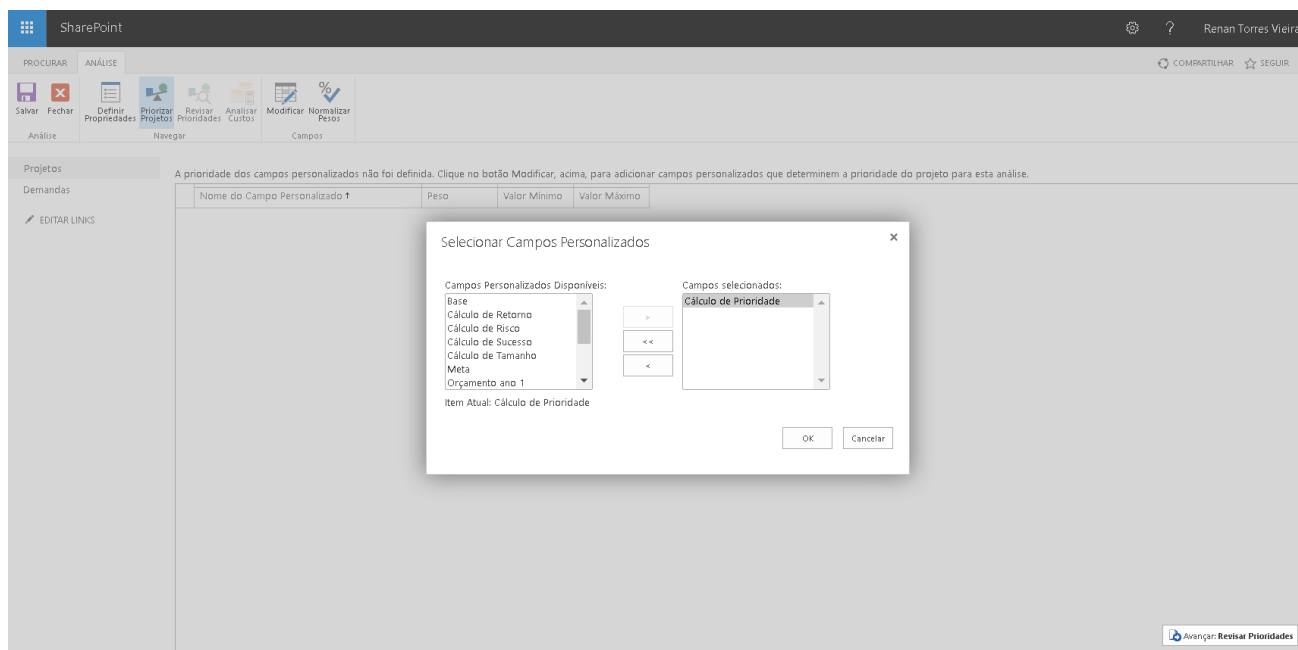 SharePoint
? Renan Torres Vieira
PROCURAR ANÁLISE
COMPARTILHAR SEGUIR
Salvar Fechar Definir Propriedades Priorizar Projetos Revisar Prioridades Analisar Custos Modificar Normalizar Pesos
Análise Navegar Campos
Projetos
Demandas
EDITAR LINKS
A prioridade dos campos personalizados não foi definida. Clique no botão Modificar, acima, para adicionar campos personalizados que determinem a prioridade do projeto para esta análise.
Nome do Campo Personalizado ↑ Peso Valor Mínimo Valor Máximo
Selecionar Campos Personalizados ×
Campos Personalizados Disponíveis:
Base
Cálculo de Retorno
Cálculo de Risco
Cálculo de Sucesso
Cálculo de Tamanho
Meta
Orçamento ano 1
>
<<
<
Campos selecionados:
Cálculo de Prioridade
Item Atual: Cálculo de Prioridade
OK Cancelar
Avançar: Revisar Prioridades